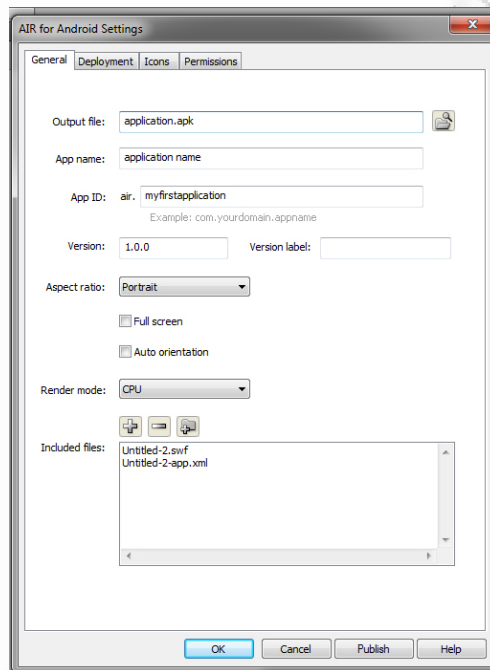 AIR for Android Settings
General Deployment Icons Permissions
Output file: application.apk
App name: application name
App ID: air. myfirstapplication
Example: com.yourdomain.appname
Version: 1.0.0 Version label:
Aspect ratio: Portrait
Full screen
Auto orientation
Render mode: CPU
Included files: Untitled-2.swf
Untitled-2-app.xml
OK Cancel Publish Help